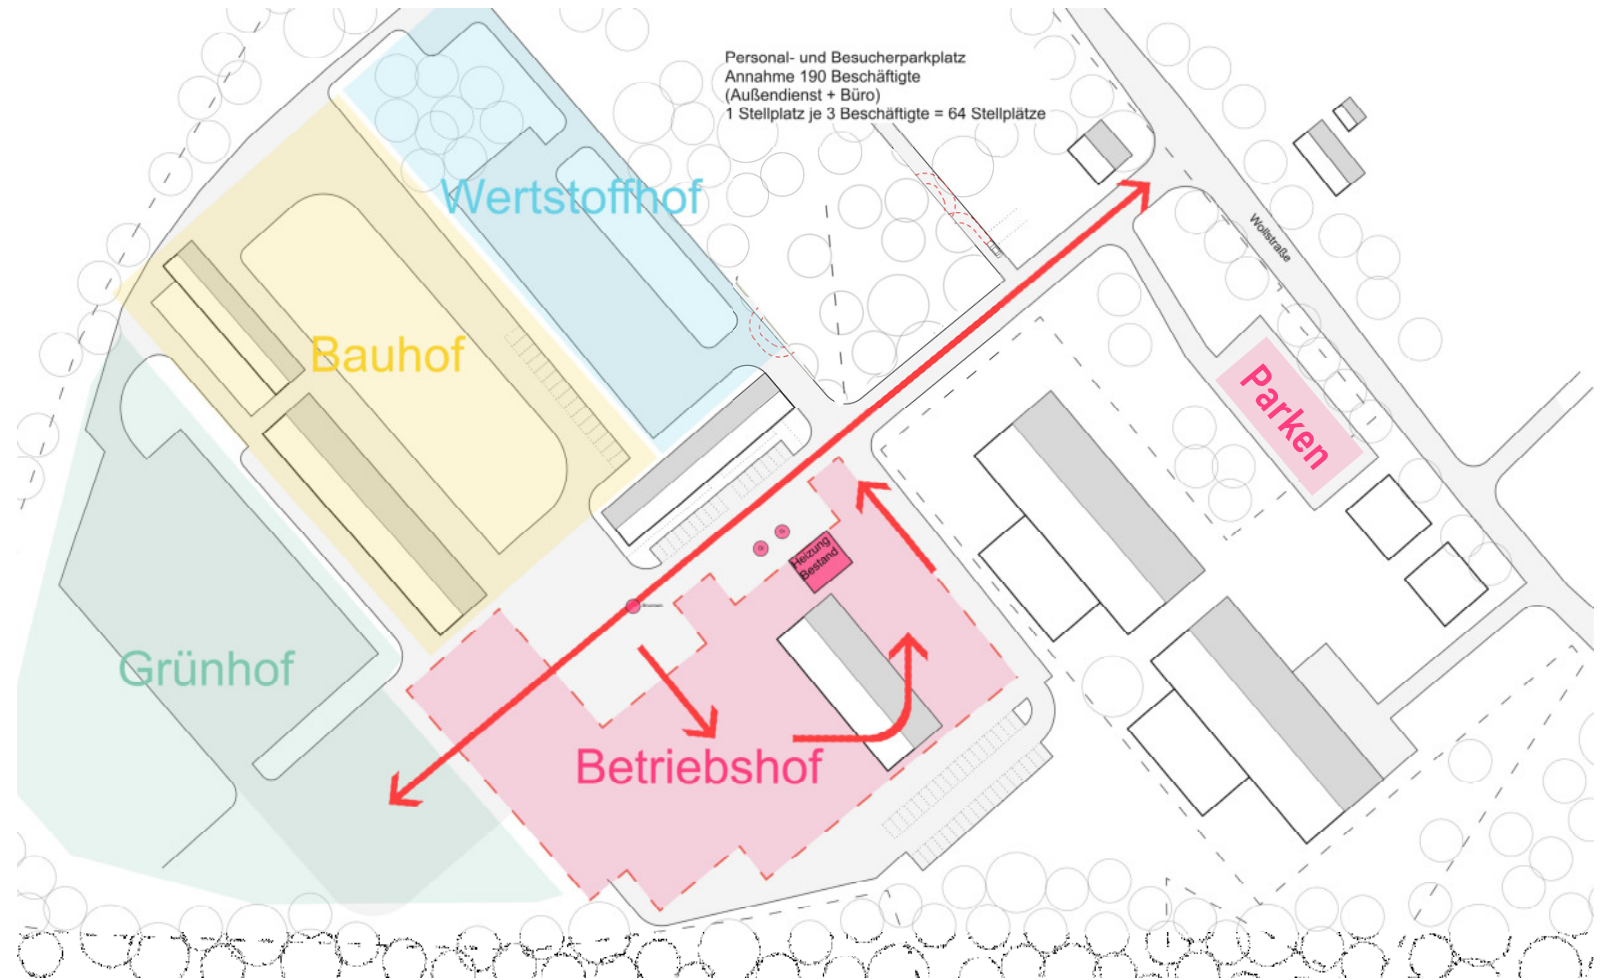 Personal- und Besucherparkplatz
Annahme 190 Beschäftigte
(Außendienst + Büro)
1 Stellplatz je 3 Beschäftigte = 64 Stellplätze
Wertstoffhof
Wollstraße
Bauhof
Parken
Heizung
Bestand
Grünhof
Betriebshof